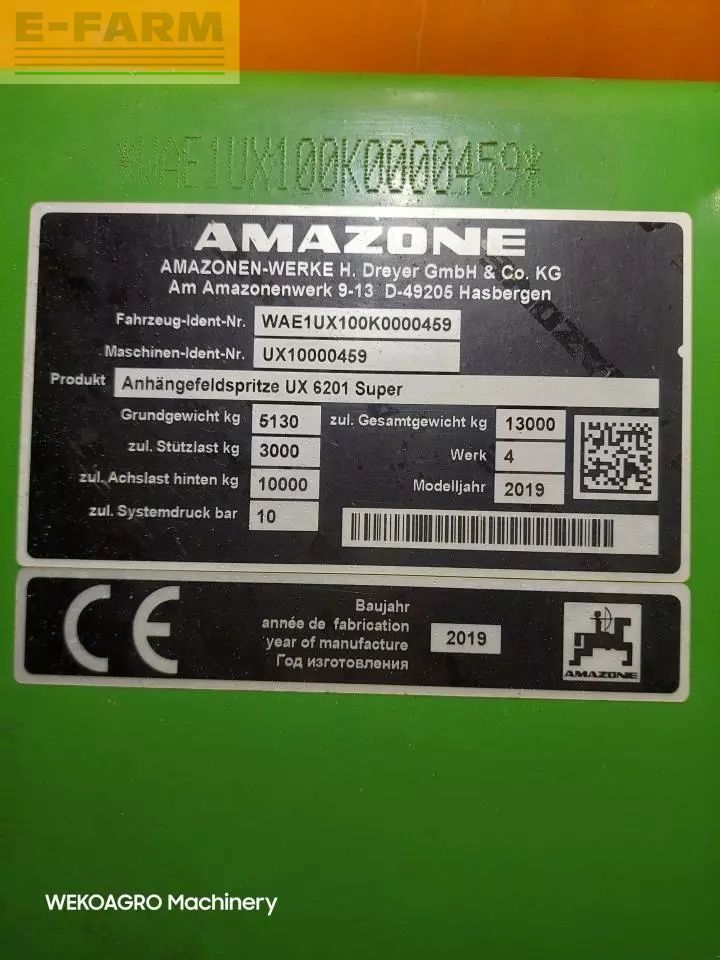 E-FARM
*WAE1UX100K0000459*
AMAZONE
AMAZONEN-WERKE H. Dreyer GmbH & Co. KG
Am Amazonenwerk 9-13 D-49205 Hasbergen
Fahrzeug-Ident-Nr. WAE1UX100K0000459
Maschinen-Ident-Nr. UX10000459
Produkt Anhängefeldspritze UX 6201 Super
Grundgewicht kg 5130 zul. Gesamtgewicht kg 13000
zul. Stützlast kg 3000 Werk 4
zul. Achslast hinten kg 10000 Modelljahr 2019
zul. Systemdruck bar 10
CE
Baujahr
année de fabrication
year of manufacture 2019
Год изготовления
AMAZONE
WEKOAGRO Machinery